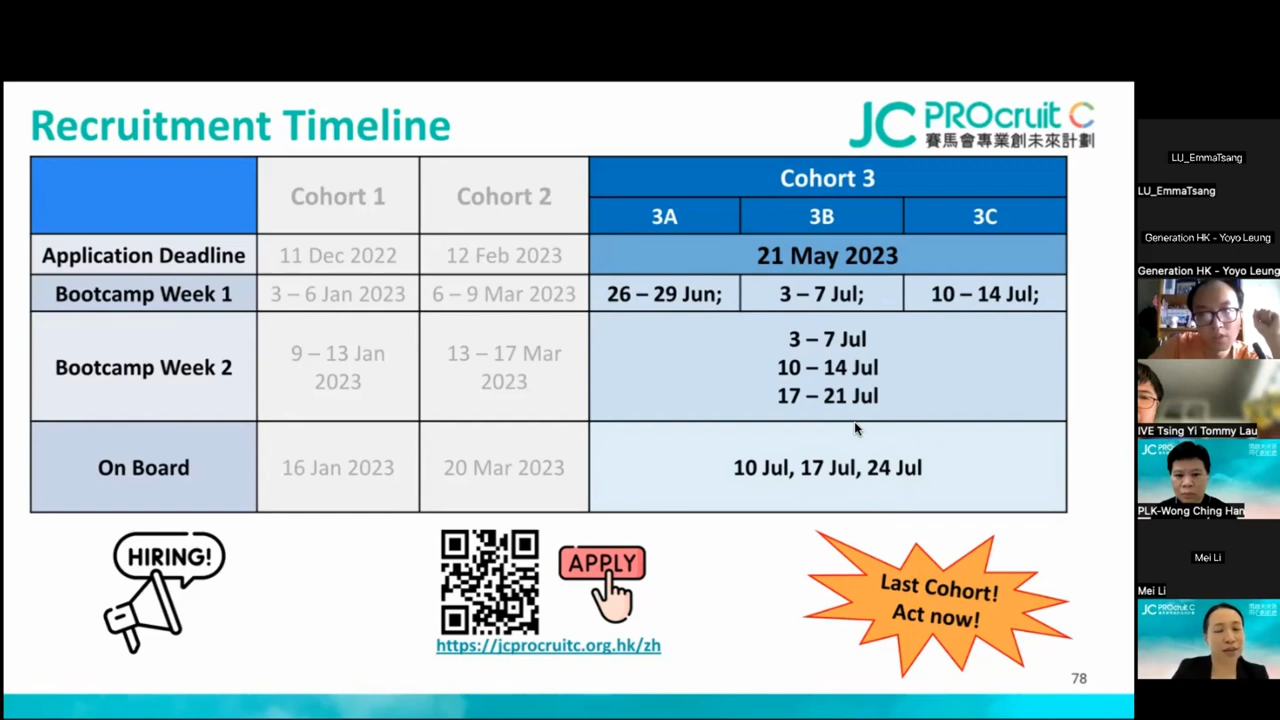 Recruitment Timeline
JC PROcruit C
賽馬會專業創未來計劃
Cohort 1
Cohort 2
Cohort 3
3A
3B
3C
Application Deadline
11 Dec 2022
12 Feb 2023
21 May 2023
Bootcamp Week 1
3 – 6 Jan 2023
6 – 9 Mar 2023
26 – 29 Jun;
3 – 7 Jul;
10 – 14 Jul;
Bootcamp Week 2
9 – 13 Jan
2023
13 – 17 Mar
2023
3 – 7 Jul
10 – 14 Jul
17 – 21 Jul
On Board
16 Jan 2023
20 Mar 2023
10 Jul, 17 Jul, 24 Jul
HIRING!
APPLY
https://jcprocruitc.org.hk/zh
Last Cohort!
Act now!
78
LU_EmmaTsang
LU_EmmaTsang
Generation HK - Yoyo Leung
Generation HK - Yoyo Leung
IVE Tsing Yi Tommy Lau
JC PROcruit C
PLK-Wong Ching Han
Mei Li
Mei Li
JC PROcruit C